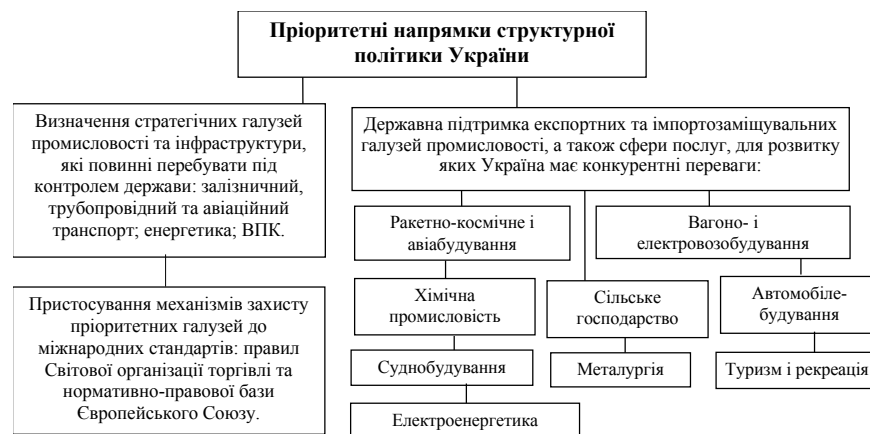 Пріоритетні напрямки структурної
політики України
Визначення стратегічних галузей
промисловості та інфраструктури,
які повинні перебувати під
контролем держави: залізничний,
трубопровідний та авіаційний
транспорт; енергетика; ВПК.
Пристосування механізмів захисту
пріоритетних галузей до
міжнародних стандартів: правил
Світової організації торгівлі та
нормативно-правової бази
Європейського Союзу.
Державна підтримка експортних та імпортозаміщувальних
галузей промисловості, а також сфери послуг, для розвитку
яких Україна має конкурентні переваги:
Ракетно-космічне і
авіабудування
Вагоно- і
електровозобудування
Хімічна
промисловість
Сільське
господарство
Автомобіле-
будування
Суднобудування
Металургія
Туризм і рекреація
Електроенергетика